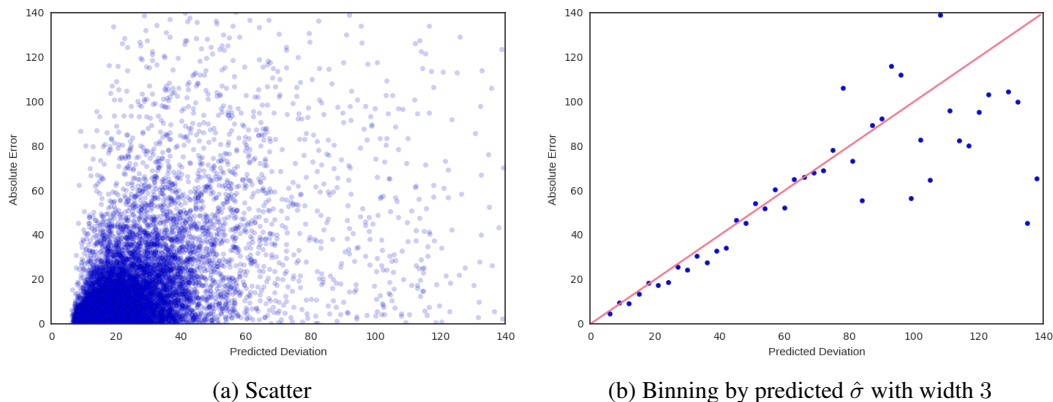 140
120
100
80
60
40
20
0
Absolute Error
0 20 40 60 80 100 120 140
Predicted Deviation
(a) Scatter
140
120
100
80
60
40
20
0
Absolute Error
0 20 40 60 80 100 120 140
Predicted Deviation
(b) Binning by predicted σ̂ with width 3